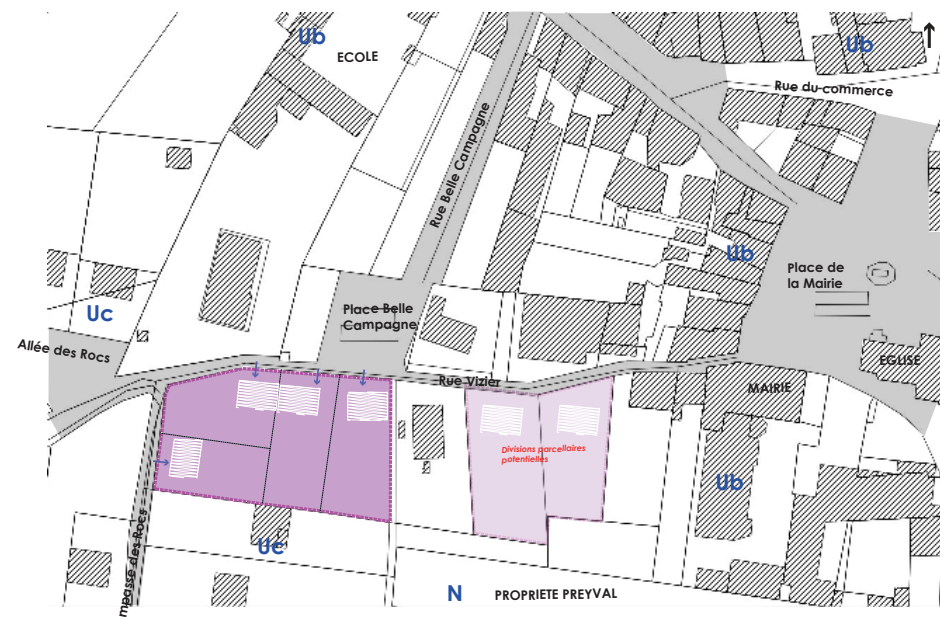 Ub
ECOLE
Ub
Rue du commerce
Rue Belle Campagne
Ub
Place de
la Mairie
Uc
Place Belle
Campagne
Allée des Rocs
EGLISE
Rue Vizier
MAIRIE
Divisions parcellaires
potentielles
Ub
Uc
mpasse des Rocs
N
PROPRIETE PREYVAL